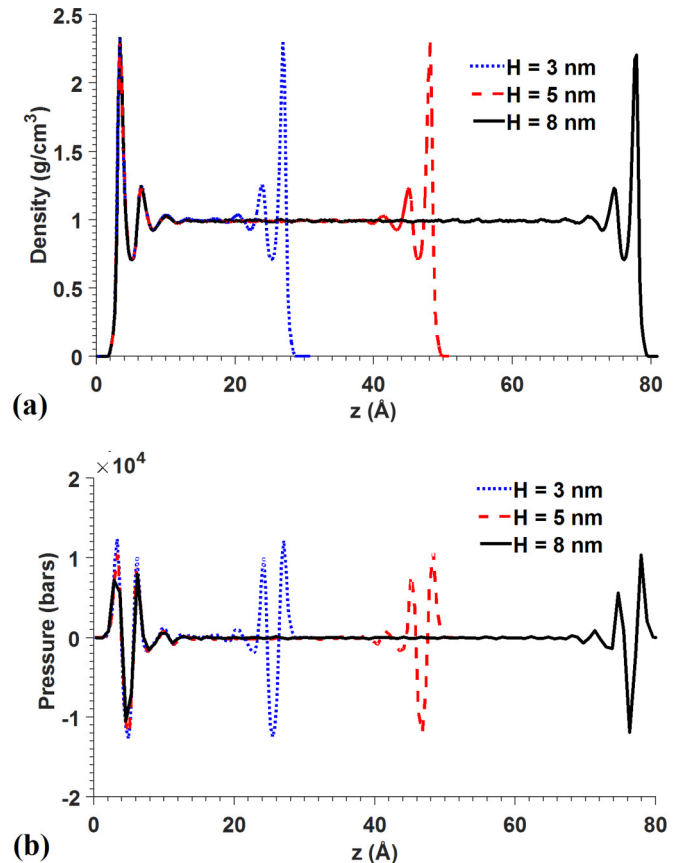 2.5
H = 3 nm
2
H = 5 nm
H = 8 nm
1.5
Density (g/cm³)
1
0.5
0
0 20 40 60 80
(a)
z (Å)
×10⁴
2
H = 3 nm
H = 5 nm
1
H = 8 nm
Pressure (bars)
0
-1
-2
0 20 40 60 80
(b)
z (Å)